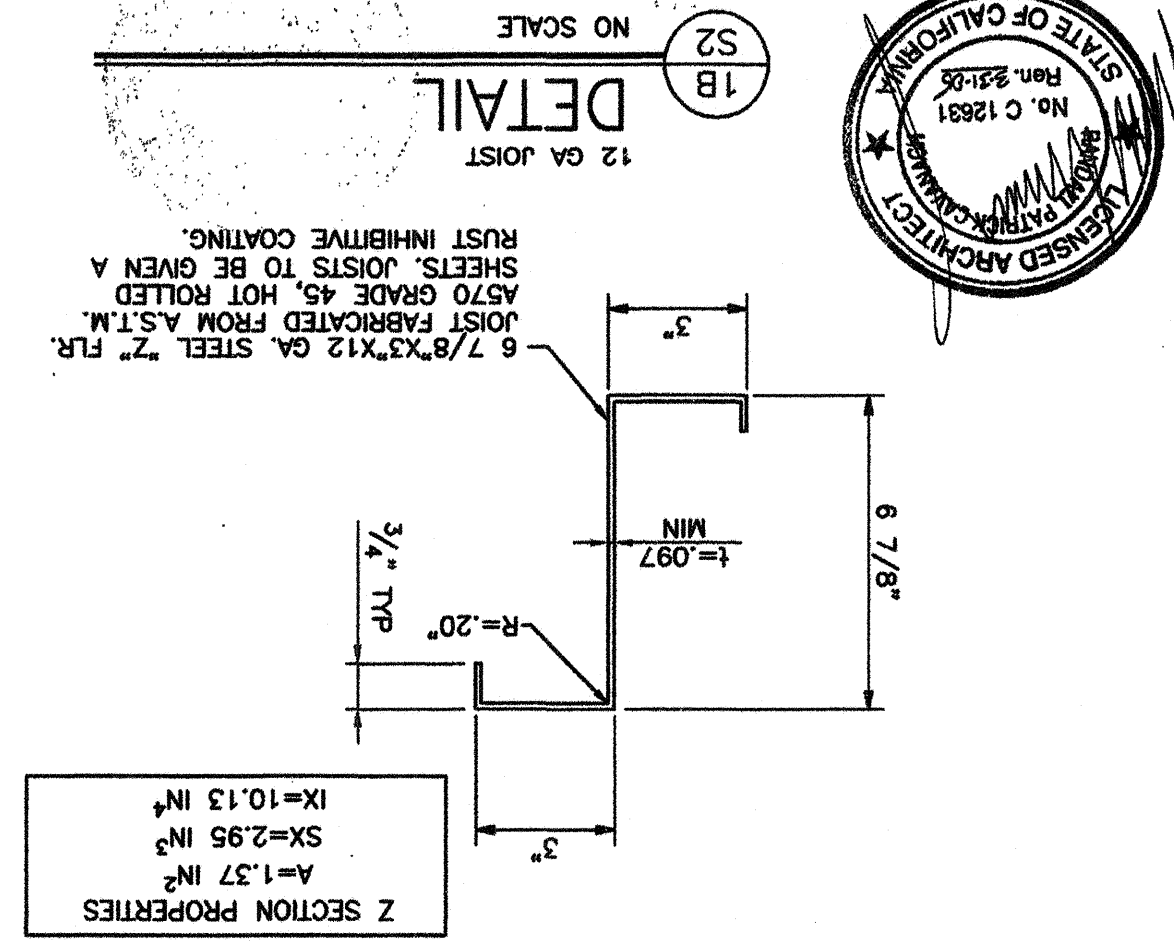 Z SECTION PROPERTIES
A=1.37 IN²
SX=2.95 IN³
IX=10.13 IN⁴
3"
3/4" TYP
R=.20"
6 7/8"
t=.097
MIN
3"
6 7/8"X3"X12 GA. STEEL "Z" FLR.
JOIST FABRICATED FROM A.S.T.M.
A570 GRADE 45, HOT ROLLED
SHEETS. JOISTS TO BE GIVEN A
RUST INHIBITIVE COATING.
LICENSED ARCHITECT
PATRICK CAVANAGH
No. C 12631
Ren. 3-31-05
STATE OF CALIFORNIA
12 GA JOIST
1B
DETAIL
S2
NO SCALE